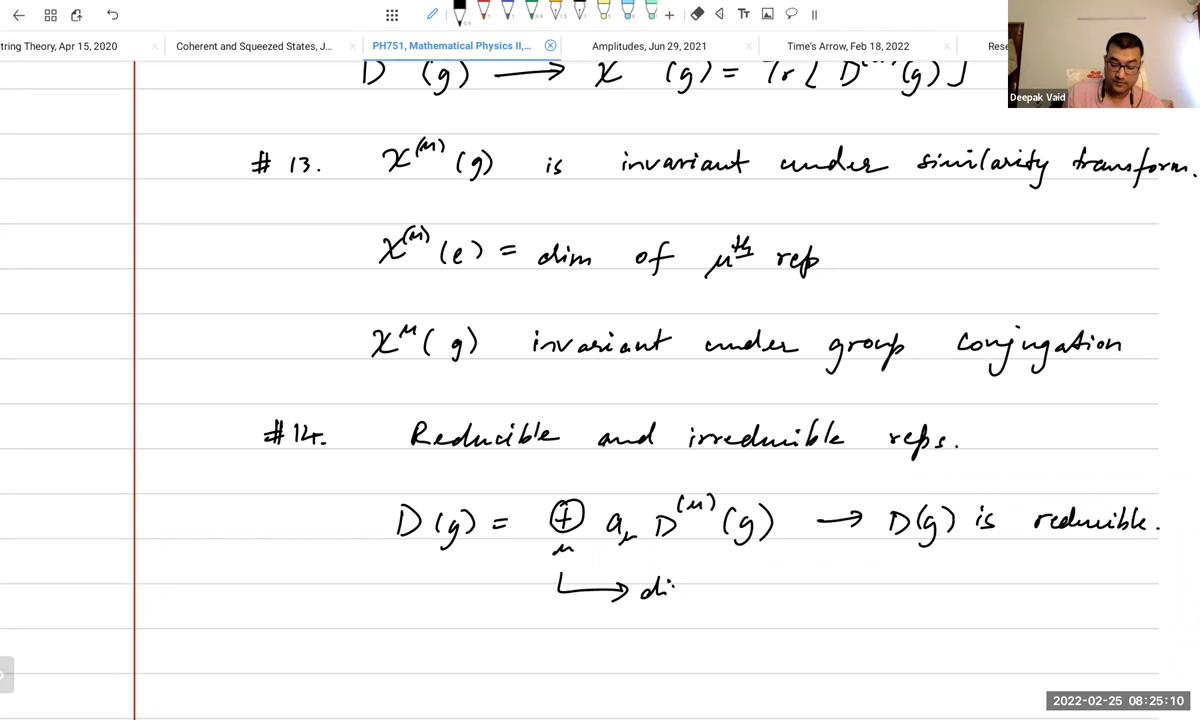 tring Theory, Apr 15, 2020 Coherent and Squeezed States, J... PH751, Mathematical Physics II,... Amplitudes, Jun 29, 2021 Time's Arrow, Feb 18, 2022 Rese
Deepak Vaid
D (g) ⟶ χ (g) = Tr[ D (g) ]
# 13. χ^(μ) (g) is invariant under similarity transform.
χ^(μ) (e) = dim of μ^th rep
χ^μ (g) invariant under group conjugation
# 14. Reducible and irreducible reps.
D(g) = ⊕_μ a_μ D^(μ) (g) ⟶ D(g) is reducible.
↳ di
2022-02-25 08:25:10